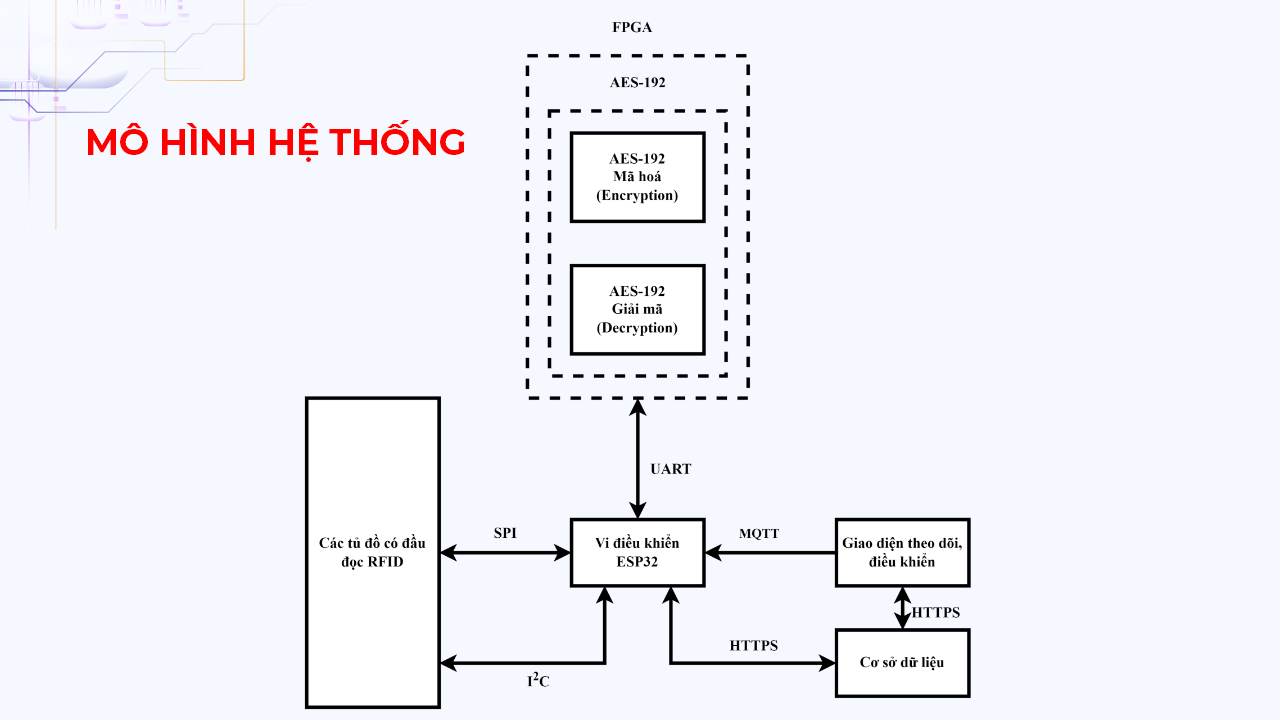 FPGA
AES-192
MÔ HÌNH HỆ THỐNG
AES-192
Mã hoá
(Encryption)
AES-192
Giải mã
(Decryption)
UART
Các tủ đồ có đầu
đọc RFID
SPI
Vi điều khiển
ESP32
MQTT
Giao diện theo dõi,
điều khiển
HTTPS
HTTPS
Cơ sở dữ liệu
I²C